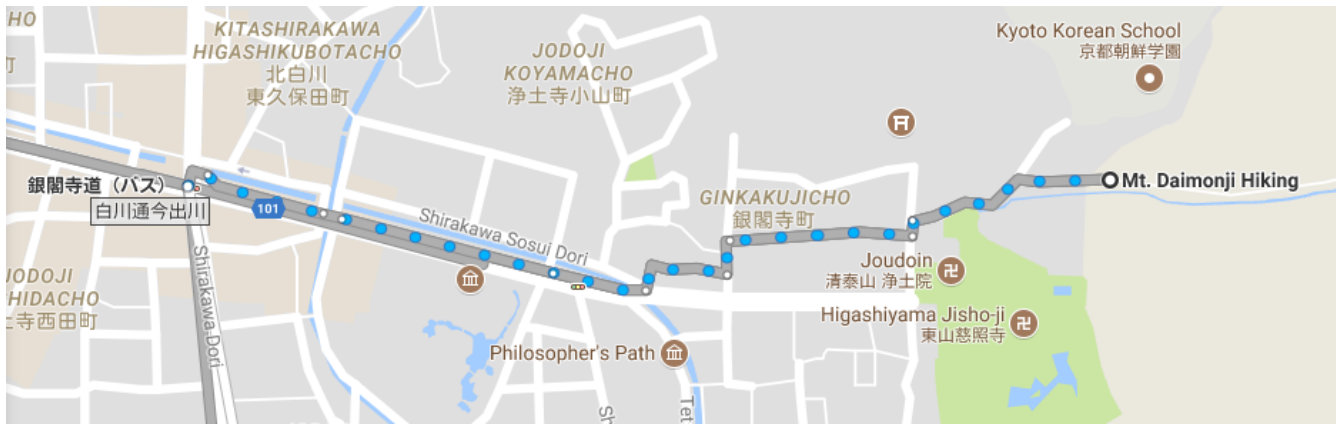 HO
KITASHIRAKAWA
HIGASHIKUBOTACHO
北白川
東久保田町
町
JODOJI
KOYAMACHO
浄土寺小山町
Kyoto Korean School
京都朝鮮学園
銀閣寺道（バス）
白川通今出川
101
Shirakawa Sosui Dori
GINKAKUJICHO
銀閣寺町
Mt. Daimonji Hiking
Shirakawa Dori
JODOJI
HIDACHO
土寺西田町
Joudoin
清泰山 浄土院
Higashiyama Jisho-ji
東山慈照寺
Philosopher's Path
Sh
Tet